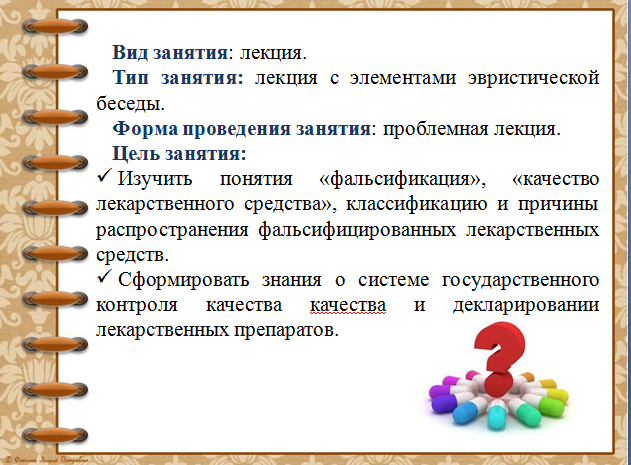 Вид занятия: лекция.
Тип занятия: лекция с элементами эвристической
беседы.
Форма проведения занятия: проблемная лекция.
Цель занятия:
✓ Изучить понятия «фальсификация», «качество
лекарственного средства», классификацию и причины
распространения фальсифицированных лекарственных
средств.
✓ Сформировать знания о системе государственного
контроля качества качества и декларировании
лекарственных препаратов.
?